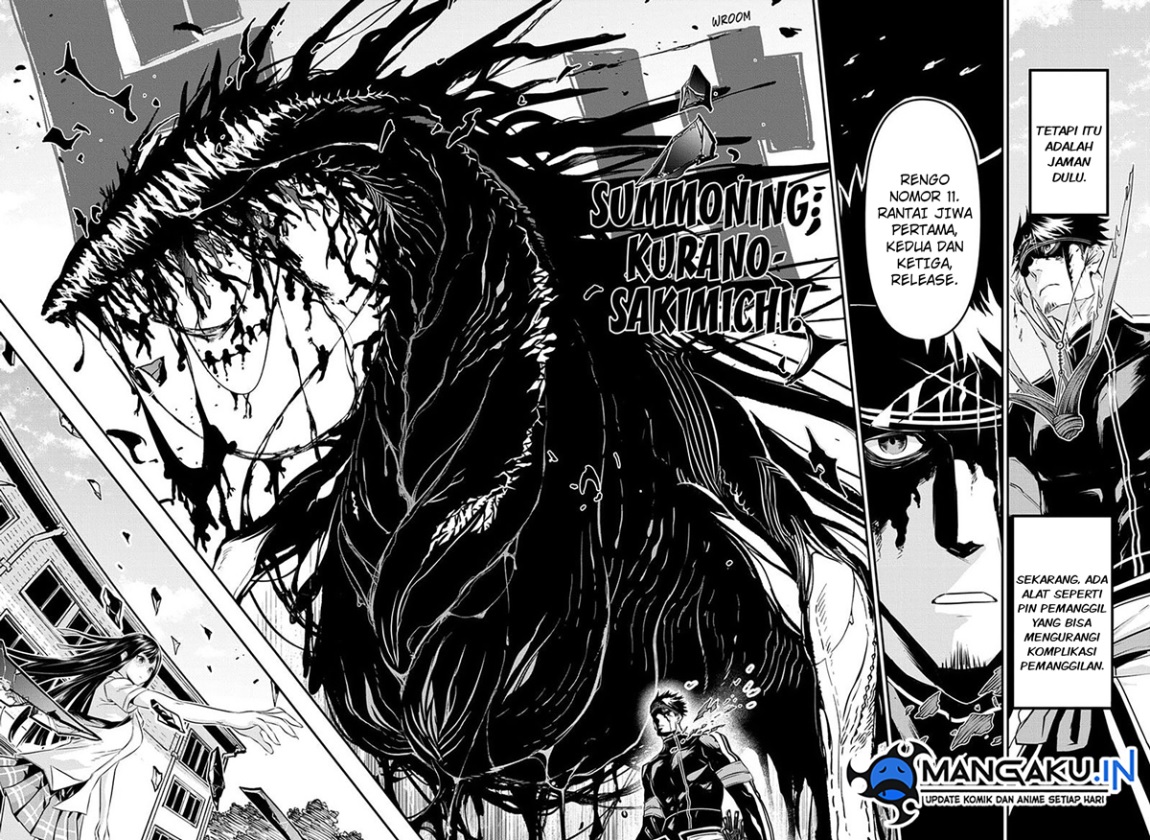 TETAPI ITU
ADALAH
JAMAN
DULU.
SEKARANG, ADA
ALAT SEPERTI
PIN PEMANGGIL
YANG BISA
MENGURANGI
KOMPLIKASI
PEMANGGILAN.
RENGO
NOMOR 11.
RANTAI JIWA
PERTAMA,
KEDUA DAN
KETIGA,
RELEASE.
WROOM
SUMMONING;
KURANO-
SAKIMICHI!
MANGAKU.IN
UPDATE KOMIK DAN ANIME SETIAP HARI